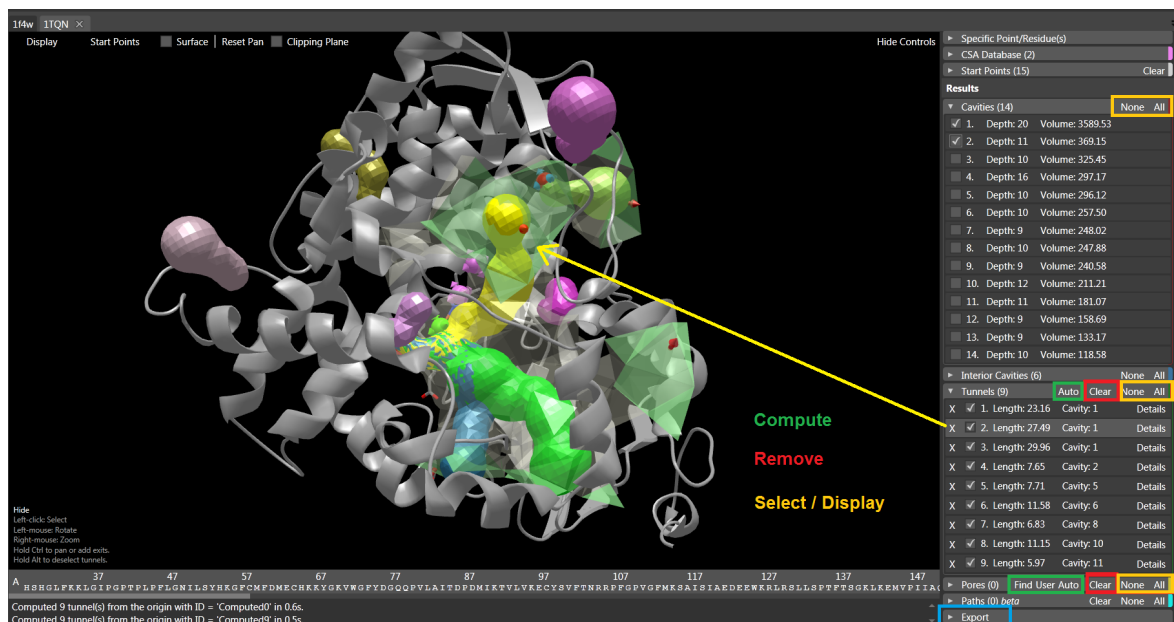 1f4w 1TQN ×
Display Start Points Surface | Reset Pan Clipping Plane Hide Controls
Compute
Remove
Select / Display
Hide
Left-click: Select
Left-mouse: Rotate
Right-mouse: Zoom
Hold Ctrl to pan or add exits.
Hold Alt to deselect tunnels.
37 47 57 67 77 87 97 107 117 127 137 147
A HSHGLFKKLGIPGPTPLPFLGNILSYHKGFCMFDMECHKKYGKVWGFYDGQQPVLAITDPDMIKTVLVKECYSVFTNRRPFGPVGFMKSAISIAEDEEWKRLRSLLSPTFTSGKLKEMVPIIA
Computed 9 tunnel(s) from the origin with ID = 'Computed0' in 0.6s.
Computed 9 tunnel(s) from the origin with ID = 'Computed9' in 0.5s.
Specific Point/Residue(s)
CSA Database (2)
Start Points (15) Clear
Results
Cavities (14) None All
1. Depth: 20 Volume: 3589.53
2. Depth: 11 Volume: 369.15
3. Depth: 10 Volume: 325.45
4. Depth: 16 Volume: 297.17
5. Depth: 10 Volume: 296.12
6. Depth: 10 Volume: 257.50
7. Depth: 9 Volume: 248.02
8. Depth: 10 Volume: 247.88
9. Depth: 9 Volume: 240.58
10. Depth: 12 Volume: 211.21
11. Depth: 11 Volume: 181.07
12. Depth: 9 Volume: 158.69
13. Depth: 9 Volume: 133.17
14. Depth: 10 Volume: 118.58
Interior Cavities (6) None All
Tunnels (9) Auto Clear None All
X 1. Length: 23.16 Cavity: 1 Details
X 2. Length: 27.49 Cavity: 1 Details
X 3. Length: 29.96 Cavity: 1 Details
X 4. Length: 7.65 Cavity: 2 Details
X 5. Length: 7.71 Cavity: 5 Details
X 6. Length: 11.58 Cavity: 6 Details
X 7. Length: 6.83 Cavity: 8 Details
X 8. Length: 11.15 Cavity: 10 Details
X 9. Length: 5.97 Cavity: 11 Details
Pores (0) Find User Auto Clear None All
Paths (0) beta Clear None All
Export